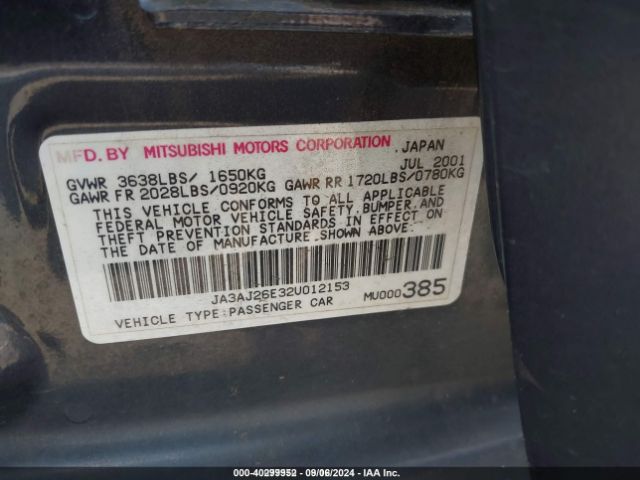 MFD. BY MITSUBISHI MOTORS CORPORATION .JAPAN
GVWR 3638LBS/ 1650KG JUL 2001
GAWR FR 2028LBS/0920KG GAWR RR 1720LBS/0780KG
THIS VEHICLE CONFORMS TO ALL APPLICABLE
FEDERAL MOTOR VEHICLE SAFETY,BUMPER,AND
THEFT PREVENTION STANDARDS IN EFFECT ON
THE DATE OF MANUFACTURE SHOWN ABOVE.
JA3AJ26E32U012153
VEHICLE TYPE:PASSENGER CAR MU000385
000-40299352 - 09/06/2024 - IAA, Inc.